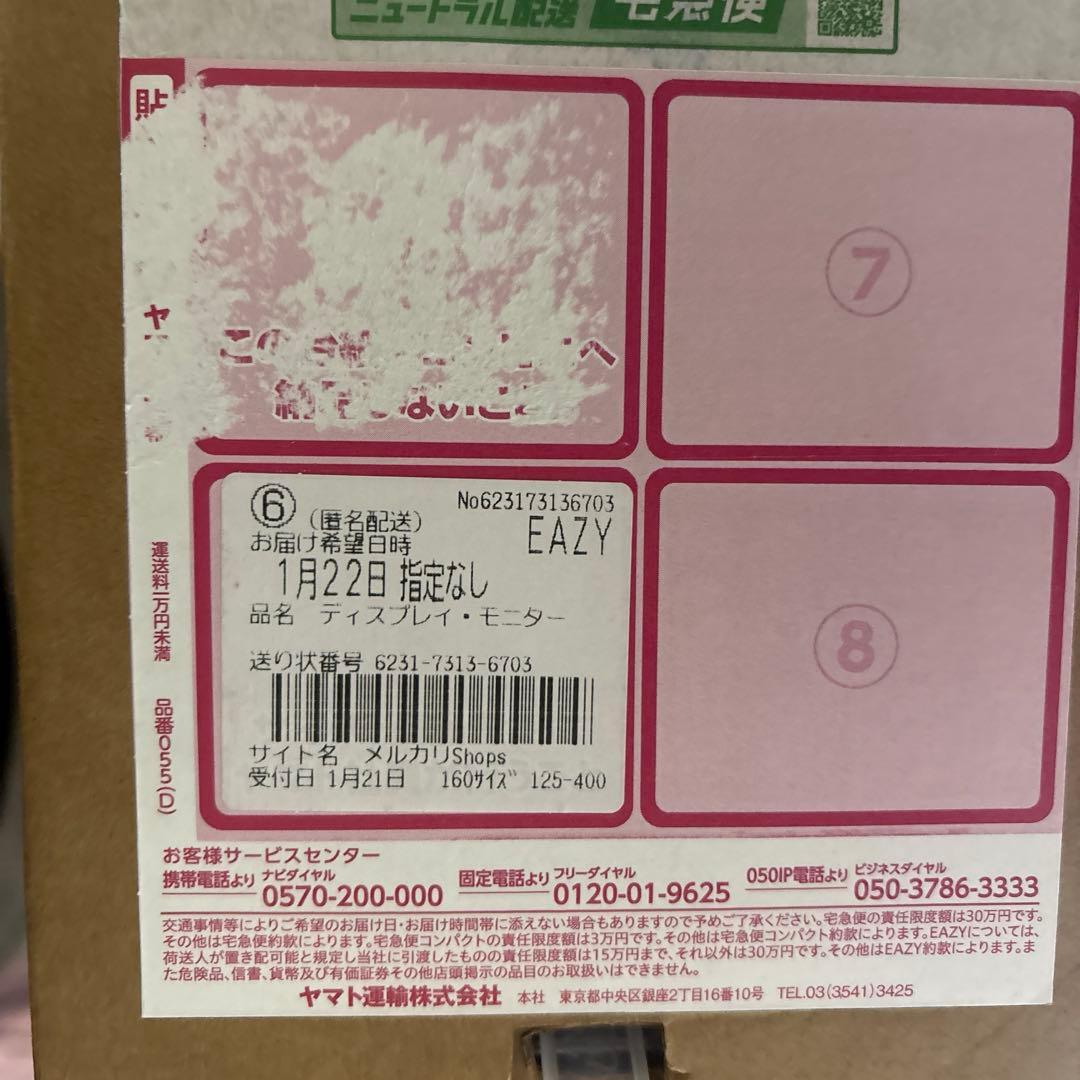 ニュートラル配送 宅急便
貼
ヤ
⑦
⑥ (匿名配送) No623173136703
お届け希望日時 EAZY
1月22日 指定なし
品名 ディスプレイ・モニター
送り状番号 6231-7313-6703
サイト名 メルカリShops
受付日 1月21日 160サイズ 125-400
⑧
運送料一万円未満 品番055(D)
お客様サービスセンター
携帯電話より ナビダイヤル 0570-200-000 固定電話より フリーダイヤル 0120-01-9625 050IP電話より ビジネスダイヤル 050-3786-3333
交通事情等によりご希望のお届け日・お届け時間帯に添えない場合もありますので予めご了承ください。宅急便の責任限度額は30万円です。
その他は宅急便約款によります。宅急便コンパクトの責任限度額は3万円です。その他は宅急便コンパクト約款によります。EAZYについては、
荷送人が置き配可能と規定し当社に引渡したものの責任限度額は15万円まで、それ以外は30万円です。その他はEAZY約款によります。ま
た危険品、信書、貨幣及び有価証券その他店頭掲示の品目のお取扱いはできません。
ヤマト運輸株式会社 本社 東京都中央区銀座2丁目16番10号 TEL.03(3541)3425